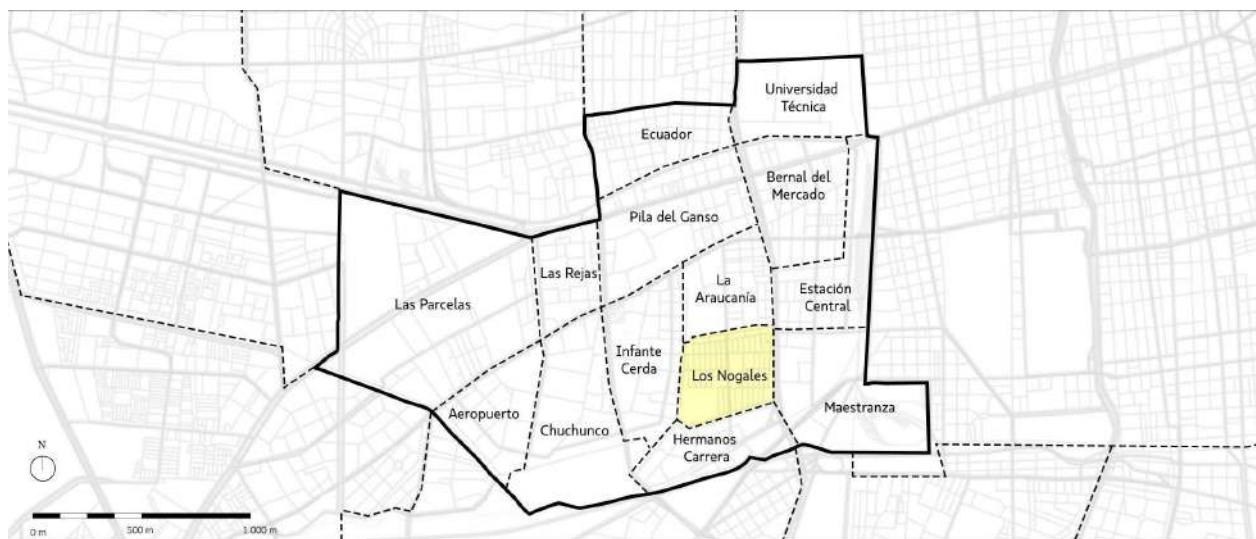 Universidad
Técnica
Ecuador
Bernal del
Mercado
Pila del Ganso
Las Rejas
La
Araucanía
Estación
Central
Las Parcelas
Infante
Cerda
Los Nogales
Aeropuerto
Chuchunco
Hermanos
Carrera
Maestranza
N
0 m 500 m 1.000 m